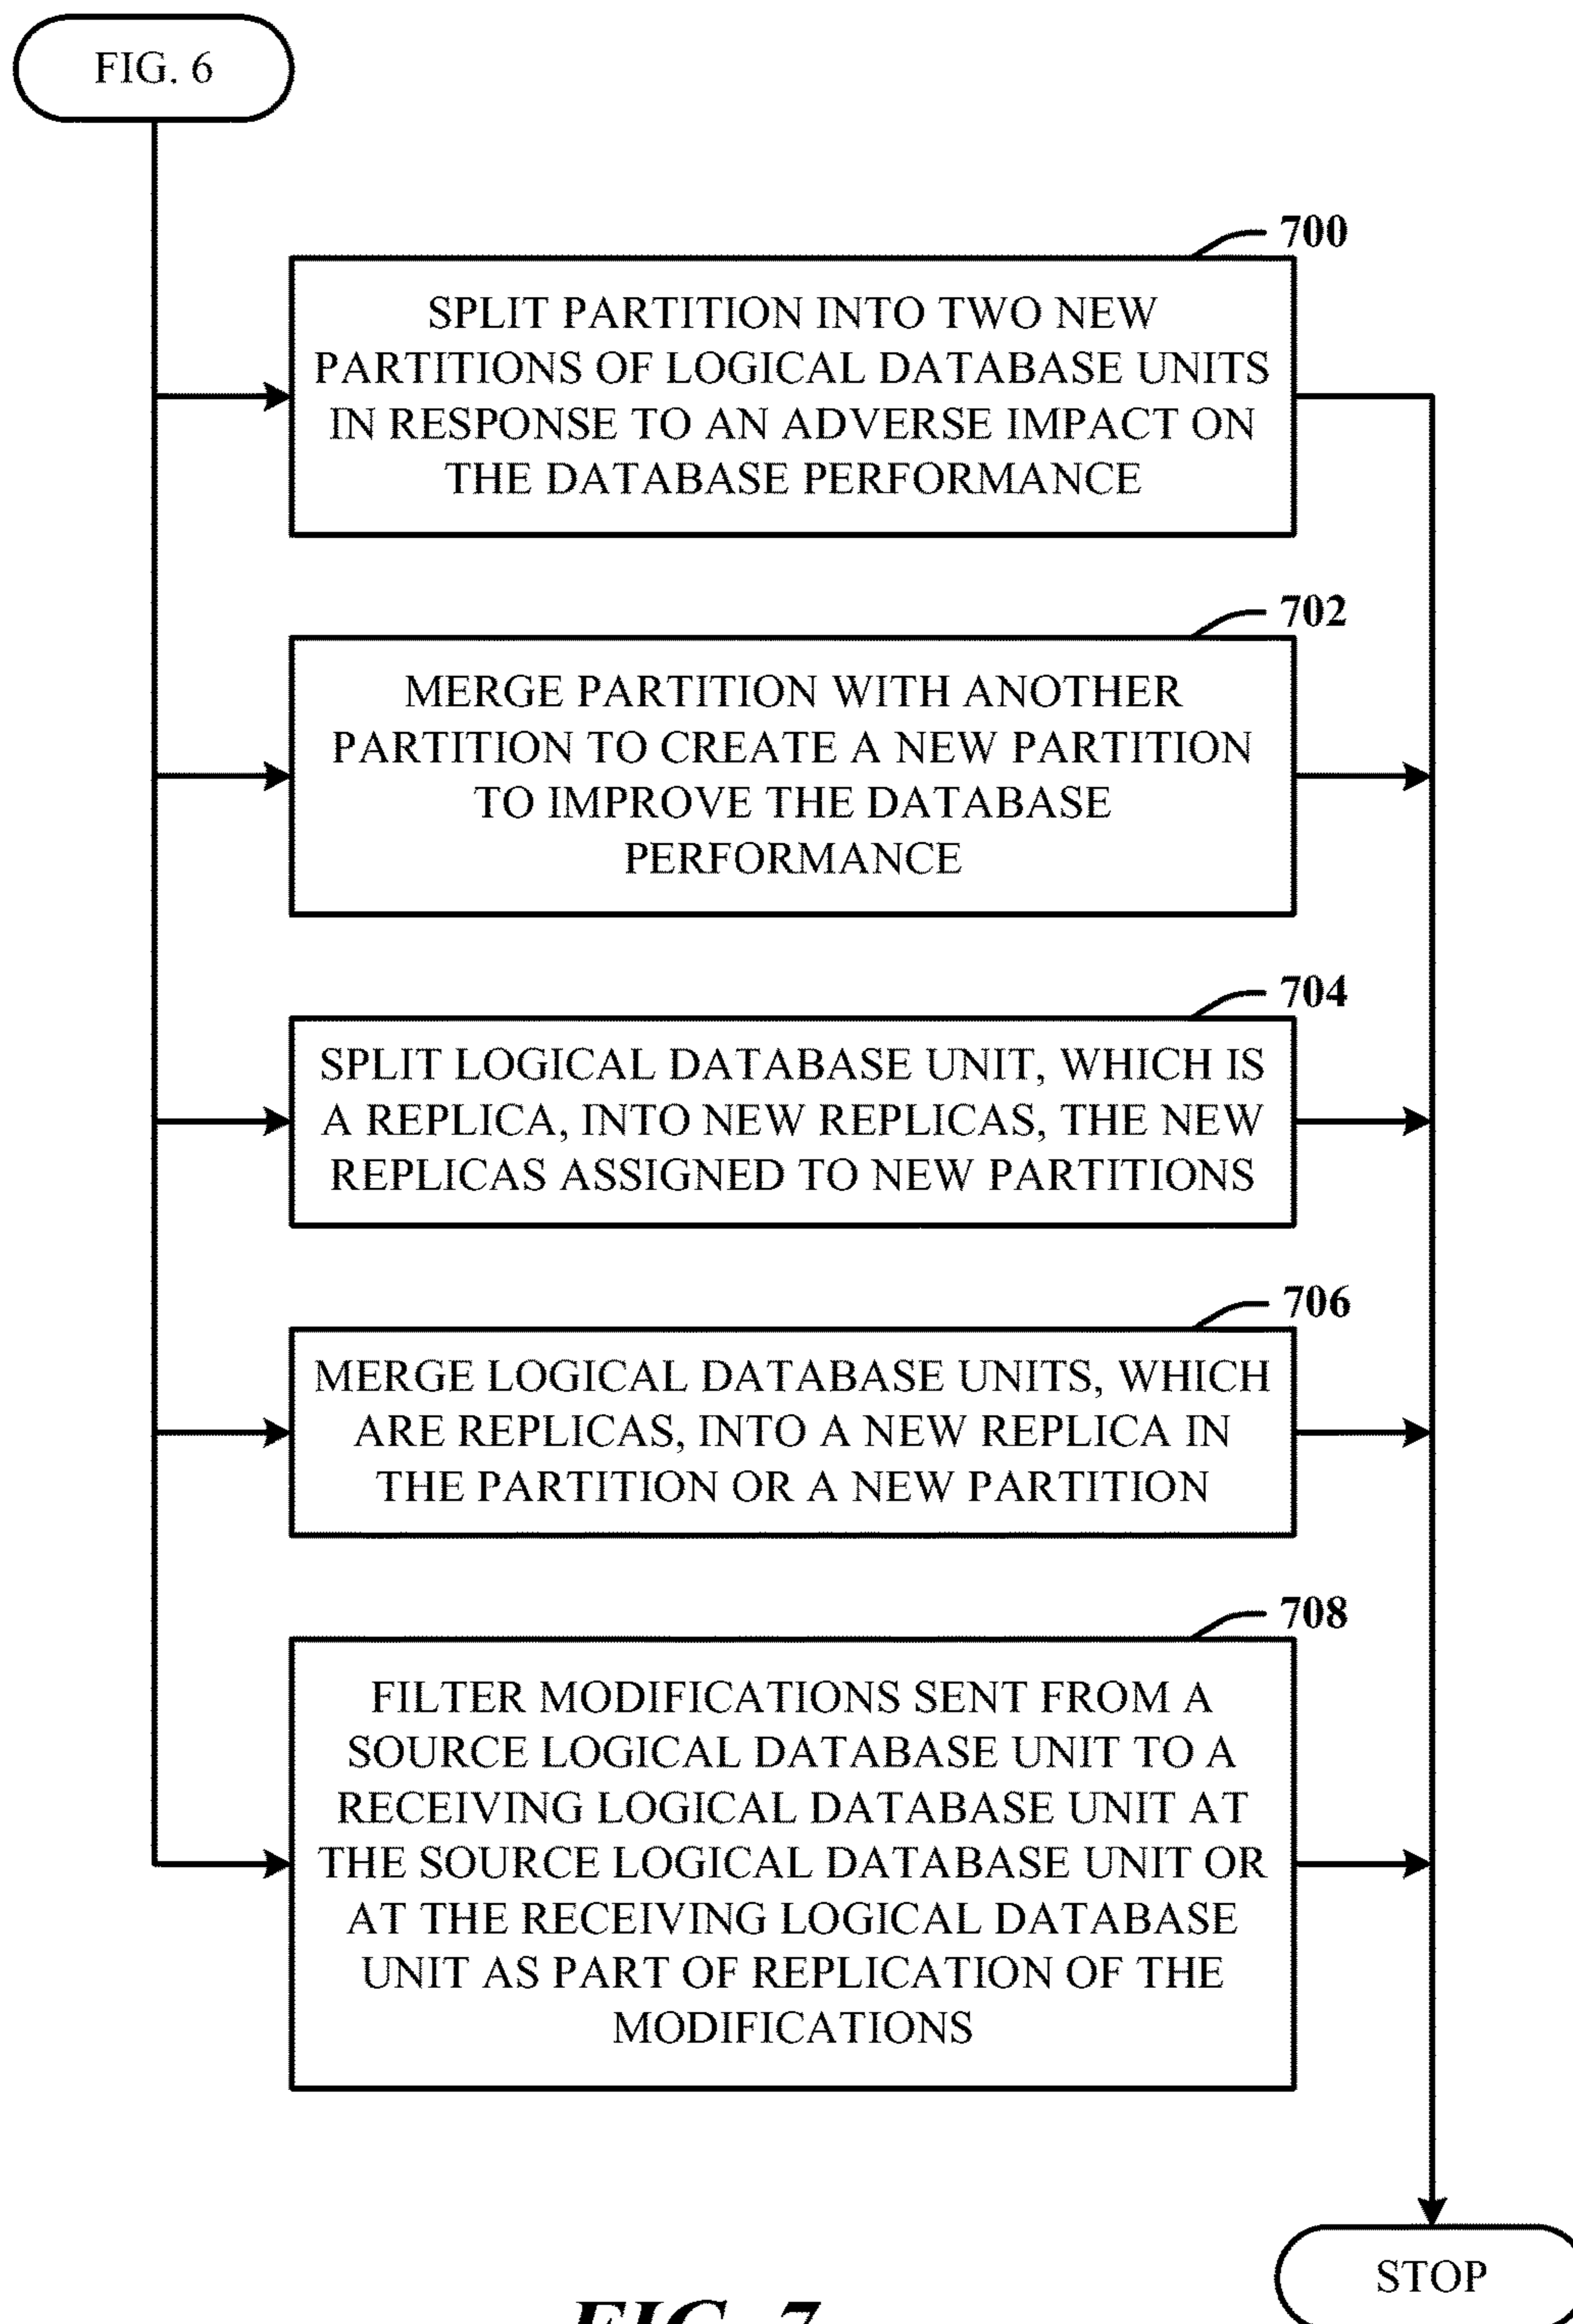 FIG. 6
700
SPLIT PARTITION INTO TWO NEW
PARTITIONS OF LOGICAL DATABASE UNITS
IN RESPONSE TO AN ADVERSE IMPACT ON
THE DATABASE PERFORMANCE
702
MERGE PARTITION WITH ANOTHER
PARTITION TO CREATE A NEW PARTITION
TO IMPROVE THE DATABASE
PERFORMANCE
704
SPLIT LOGICAL DATABASE UNIT, WHICH IS
A REPLICA, INTO NEW REPLICAS, THE NEW
REPLICAS ASSIGNED TO NEW PARTITIONS
706
MERGE LOGICAL DATABASE UNITS, WHICH
ARE REPLICAS, INTO A NEW REPLICA IN
THE PARTITION OR A NEW PARTITION
708
FILTER MODIFICATIONS SENT FROM A
SOURCE LOGICAL DATABASE UNIT TO A
RECEIVING LOGICAL DATABASE UNIT AT
THE SOURCE LOGICAL DATABASE UNIT OR
AT THE RECEIVING LOGICAL DATABASE
UNIT AS PART OF REPLICATION OF THE
MODIFICATIONS
STOP
FIG. 7